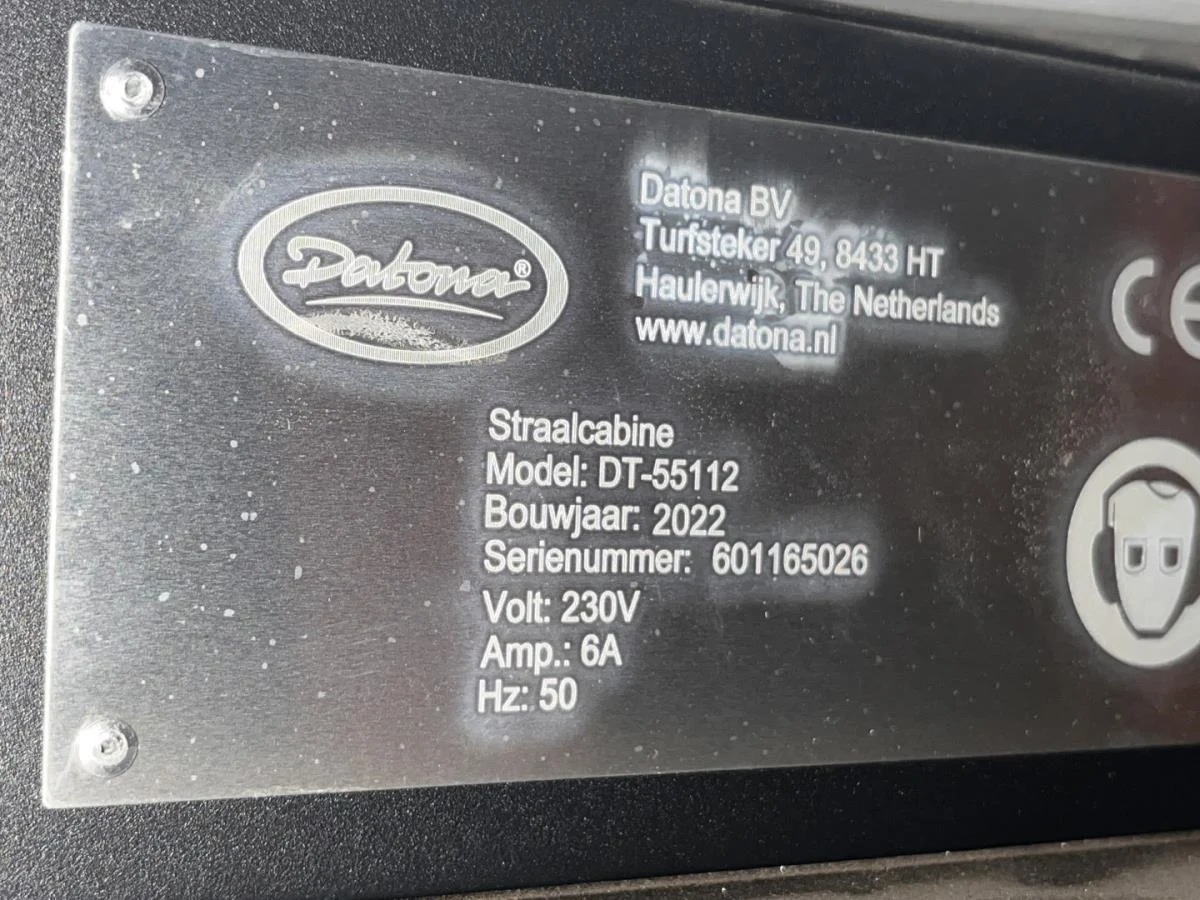 Datona®
Datona BV
Turfsteker 49, 8433 HT
Haulerwijk, The Netherlands
www.datona.nl
CE
Straalcabine
Model: DT-55112
Bouwjaar: 2022
Serienummer: 601165026
Volt: 230V
Amp.: 6A
Hz: 50